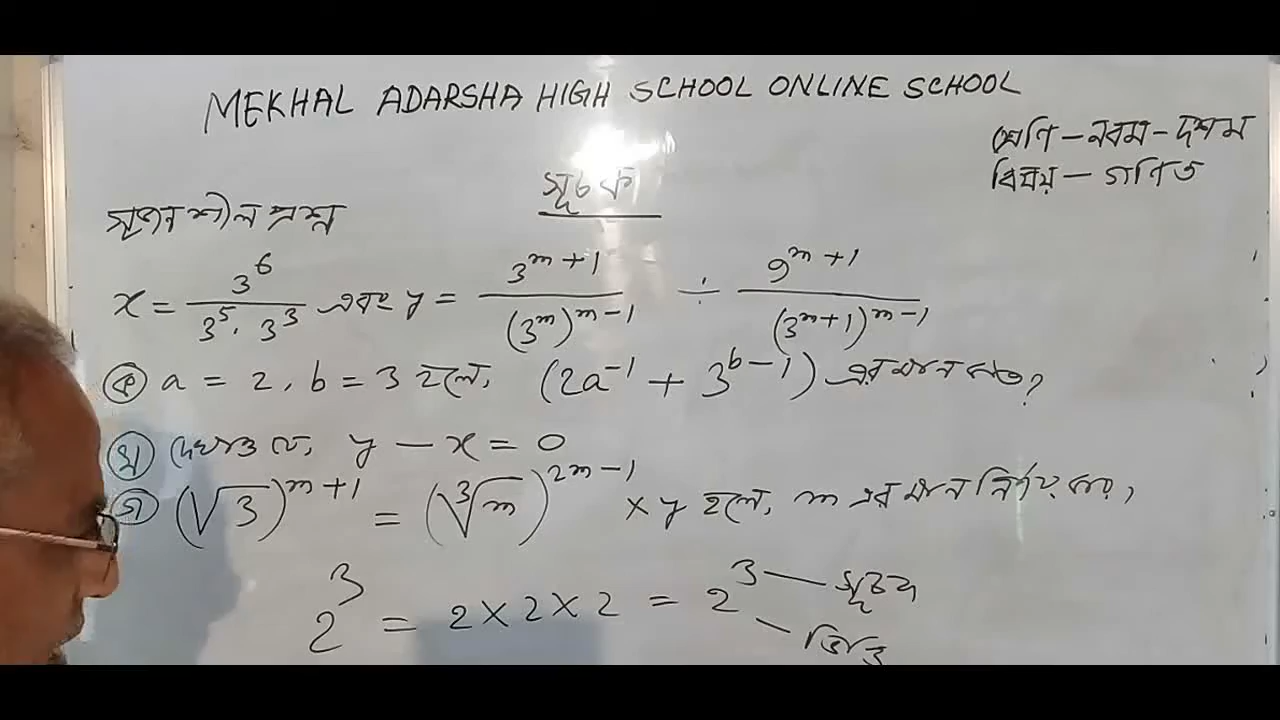 MEKHAL ADARSHA HIGH SCHOOL ONLINE SCHOOL
শ্রেণি – নবম – দশম
বিষয় – গণিত
সূচক
সৃজনশীল প্রশ্ন
x = 3^6 / (3^5 · 3^3) এবং y = 3^(m+1) / (3^m)^(m-1) ÷ 9^(m+1) / (3^(m+1))^(m-1)
(ক) a = 2, b = 3 হলে, (2a^-1 + 3^(b-1)) এর মান কত?
(খ) দেখাও যে, y – x = 0
(গ) (√3)^(m+1) = (∛m)^(2m-1) × y হলে, m এর মান নির্ণয় কর,
2^3 = 2×2×2 = 2^3 — সূচক
— ভিত্তি